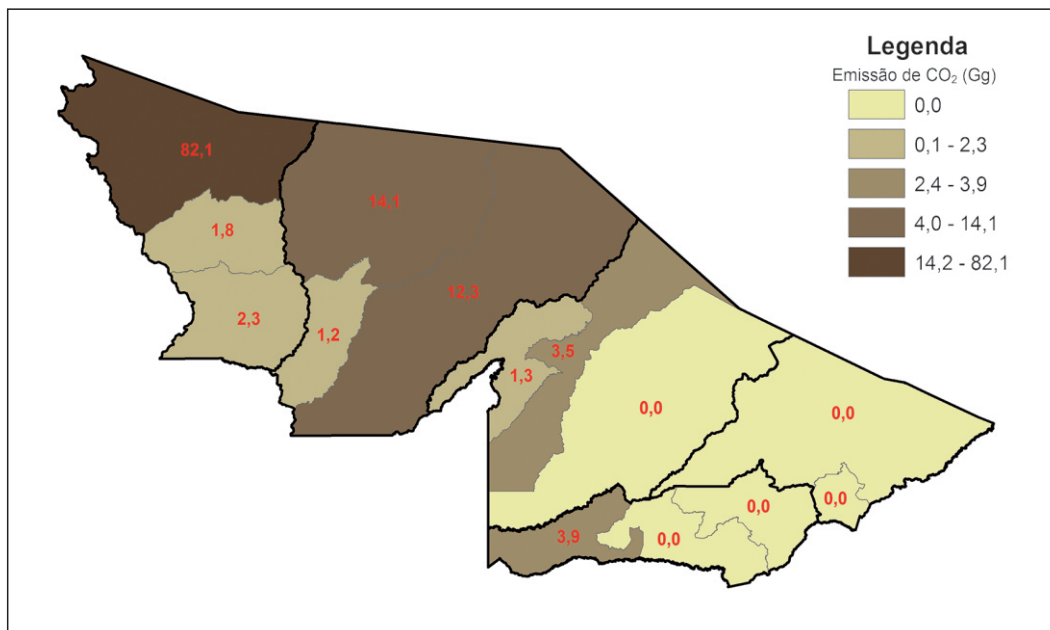 Legenda
Emissão de CO₂ (Gg)
0,0
0,1 - 2,3
2,4 - 3,9
4,0 - 14,1
14,2 - 82,1
82,1
14,1
1,8
12,3
2,3
1,2
3,5
1,3
0,0
0,0
0,0
0,0
3,9
0,0